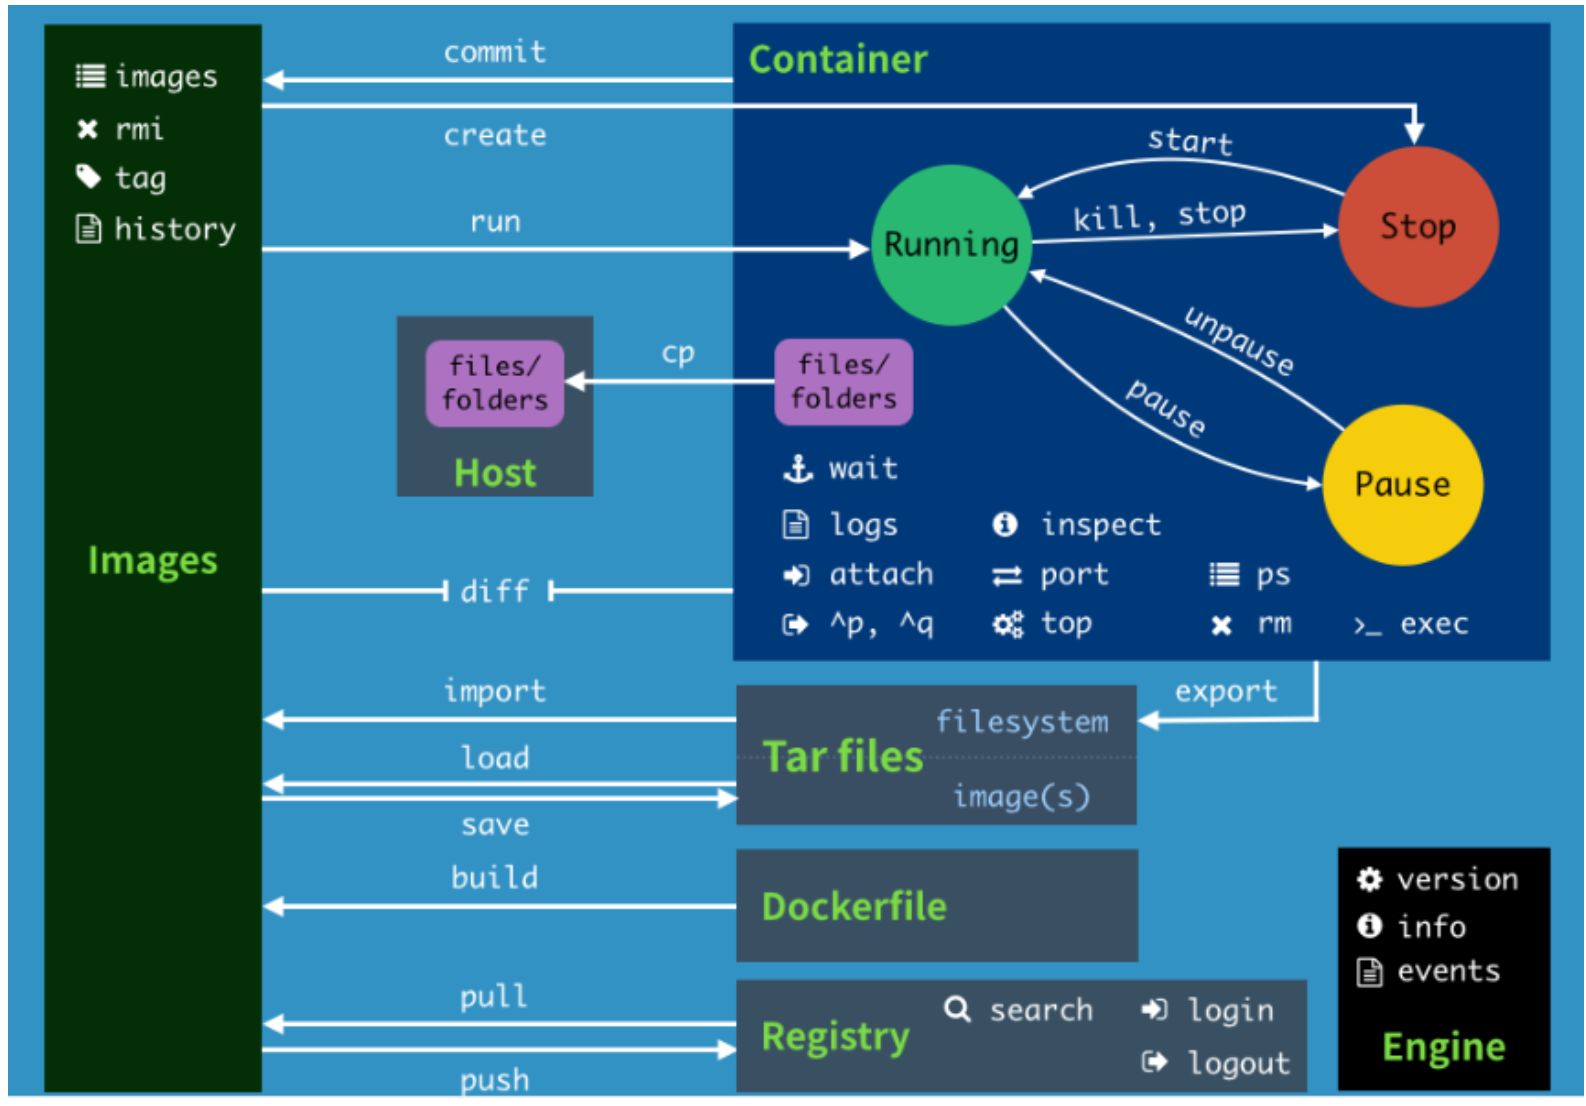 images
rmi
tag
history
Images
commit
create
run
cp
files/
folders
Host
diff
import
load
save
build
pull
push
Container
start
kill, stop
Running
Stop
unpause
pause
Pause
files/
folders
wait
logs
inspect
attach
port
ps
^p, ^q
top
rm
>_ exec
export
filesystem
Tar files
image(s)
Dockerfile
Registry
search
login
logout
version
info
events
Engine